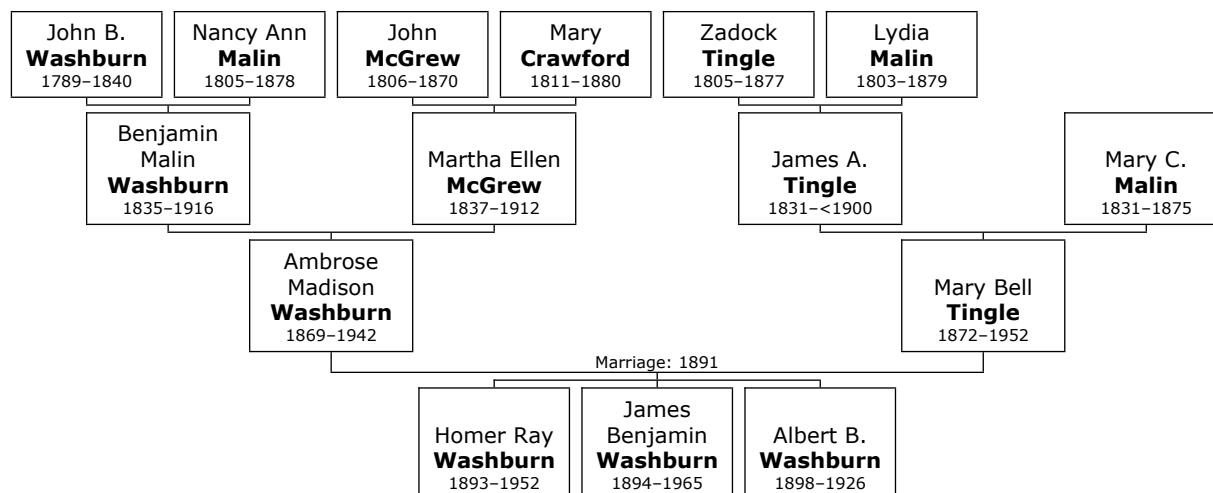 John B.
Washburn
1789–1840
Nancy Ann
Malin
1805–1878
John
McGrew
1806–1870
Mary
Crawford
1811–1880
Zadock
Tingle
1805–1877
Lydia
Malin
1803–1879
Benjamin
Malin
Washburn
1835–1916
Martha Ellen
McGrew
1837–1912
James A.
Tingle
1831–<1900
Mary C.
Malin
1831–1875
Ambrose
Madison
Washburn
1869–1942
Mary Bell
Tingle
1872–1952
Marriage: 1891
Homer Ray
Washburn
1893–1952
James
Benjamin
Washburn
1894–1965
Albert B.
Washburn
1898–1926